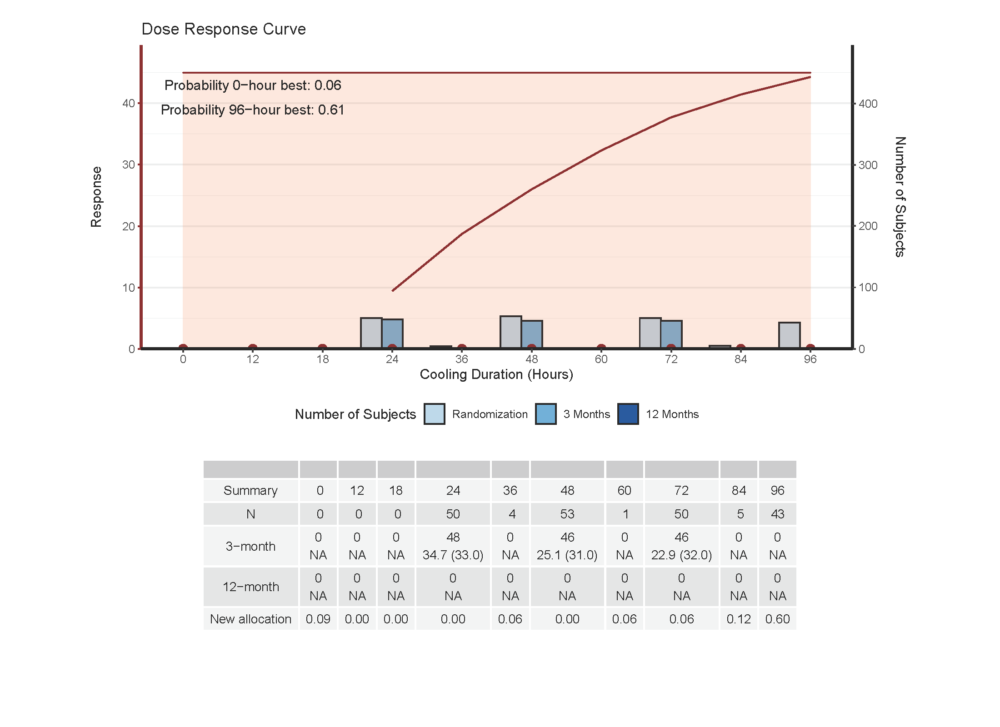 Dose Response Curve
Probability 0−hour best: 0.06
Probability 96−hour best: 0.61
Response
40
30
20
10
0
400
300
200
100
0
Number of Subjects
0 12 18 24 36 48 60 72 84 96
Cooling Duration (Hours)
Number of Subjects Randomization 3 Months 12 Months
Summary 0 12 18 24 36 48 60 72 84 96
N 0 0 0 50 4 53 1 50 5 43
3−month
0 0 0 48 0 46 0 46 0 0
NA NA NA 34.7 (33.0) NA 25.1 (31.0) NA 22.9 (32.0) NA NA
12−month
0 0 0 0 0 0 0 0 0 0
NA NA NA NA NA NA NA NA NA NA
New allocation 0.09 0.00 0.00 0.00 0.06 0.00 0.06 0.06 0.12 0.60